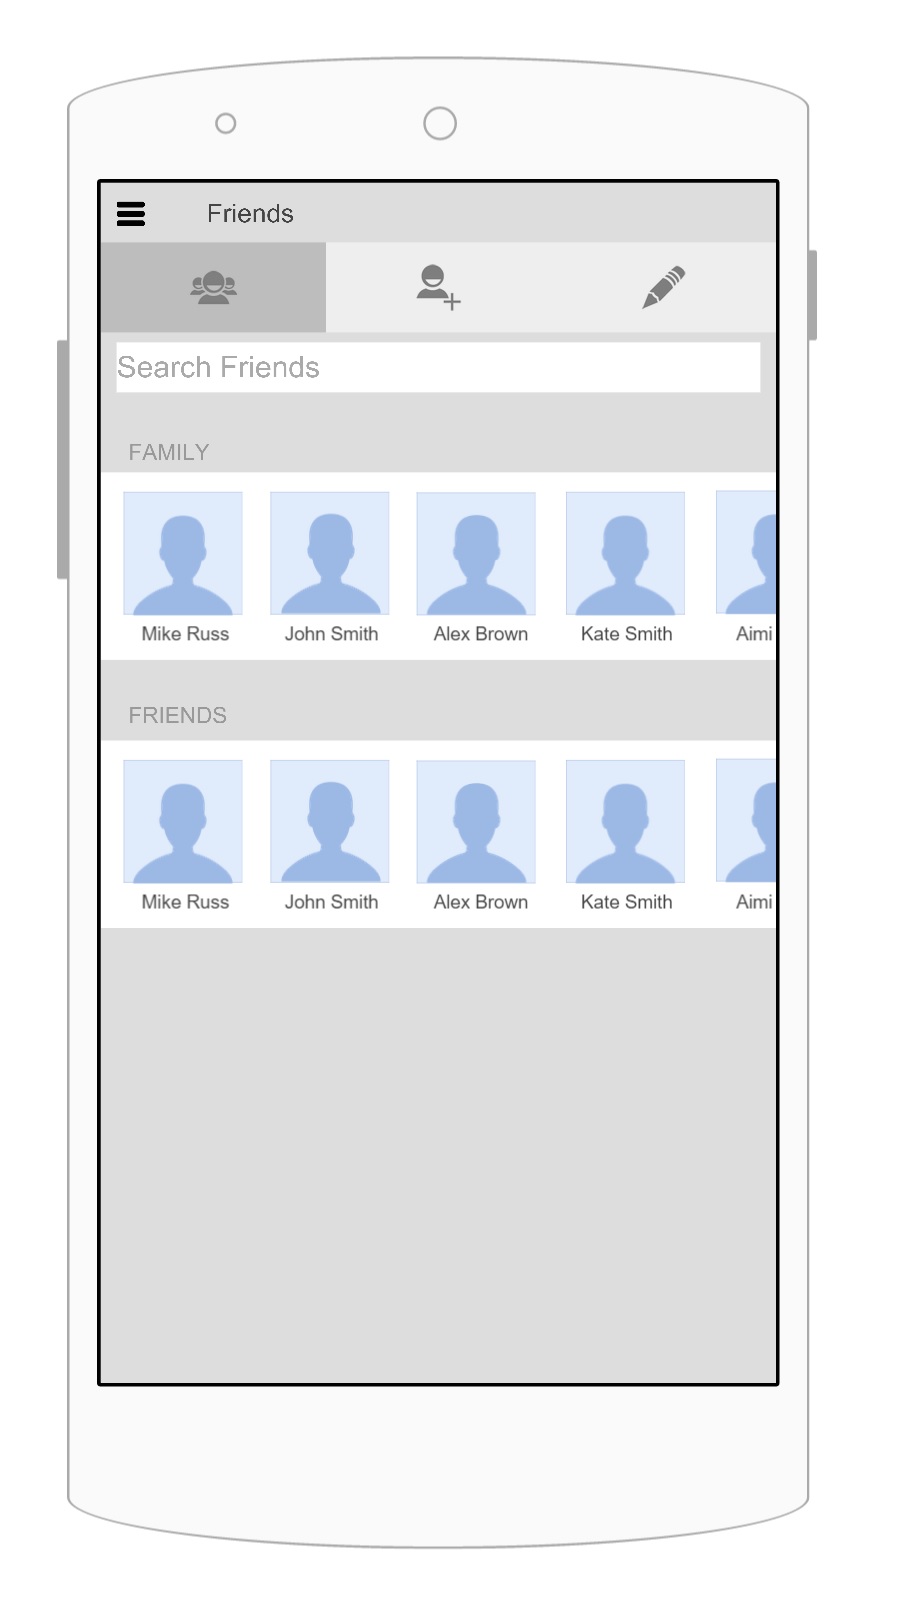 Friends
Search Friends
FAMILY
Mike Russ John Smith Alex Brown Kate Smith Aimi
FRIENDS
Mike Russ John Smith Alex Brown Kate Smith Aimi